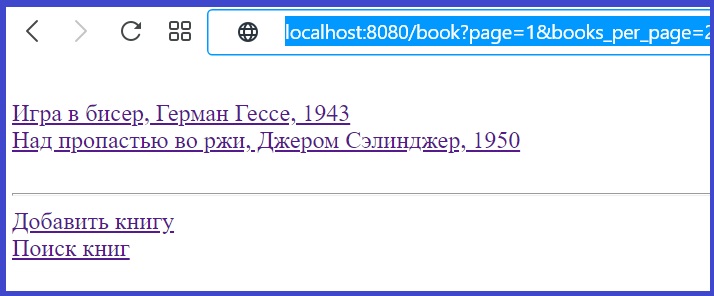 localhost:8080/book?page=1&books_per_page=2
Игра в бисер, Герман Гессе, 1943
Над пропастью во ржи, Джером Сэлинджер, 1950
Добавить книгу
Поиск книг